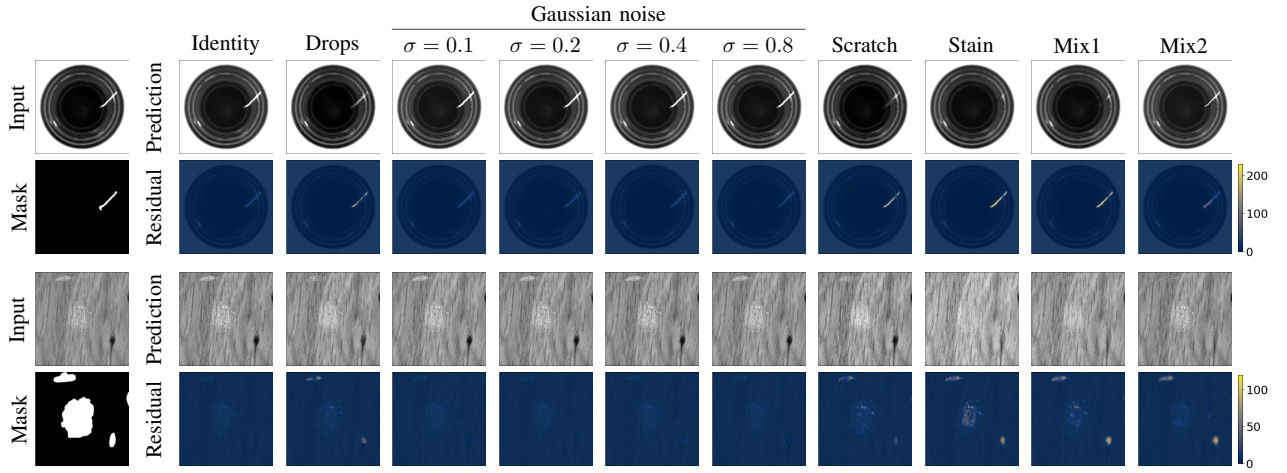 Gaussian noise
Identity Drops σ = 0.1 σ = 0.2 σ = 0.4 σ = 0.8 Scratch Stain Mix1 Mix2
Input Prediction
Mask Residual
200
100
0
Input Prediction
Mask Residual
100
50
0